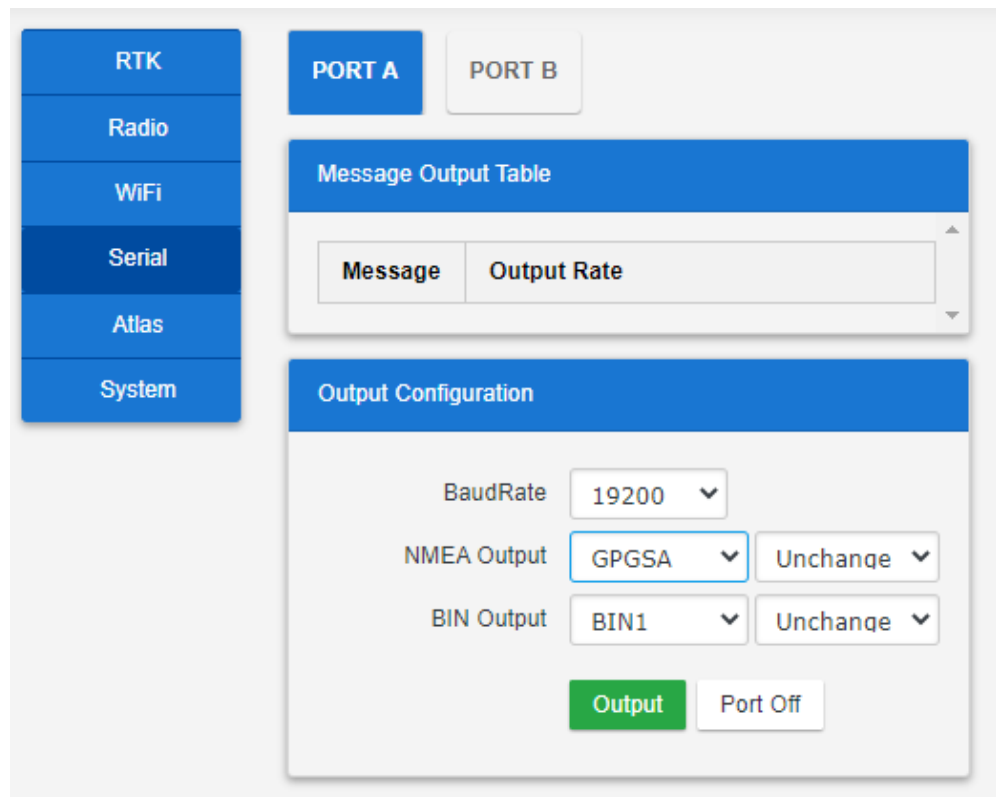 RTK
Radio
WiFi
Serial
Atlas
System
PORT A
PORT B
Message Output Table
Message Output Rate
Output Configuration
BaudRate 19200
NMEA Output GPGSA Unchange
BIN Output BIN1 Unchange
Output Port Off